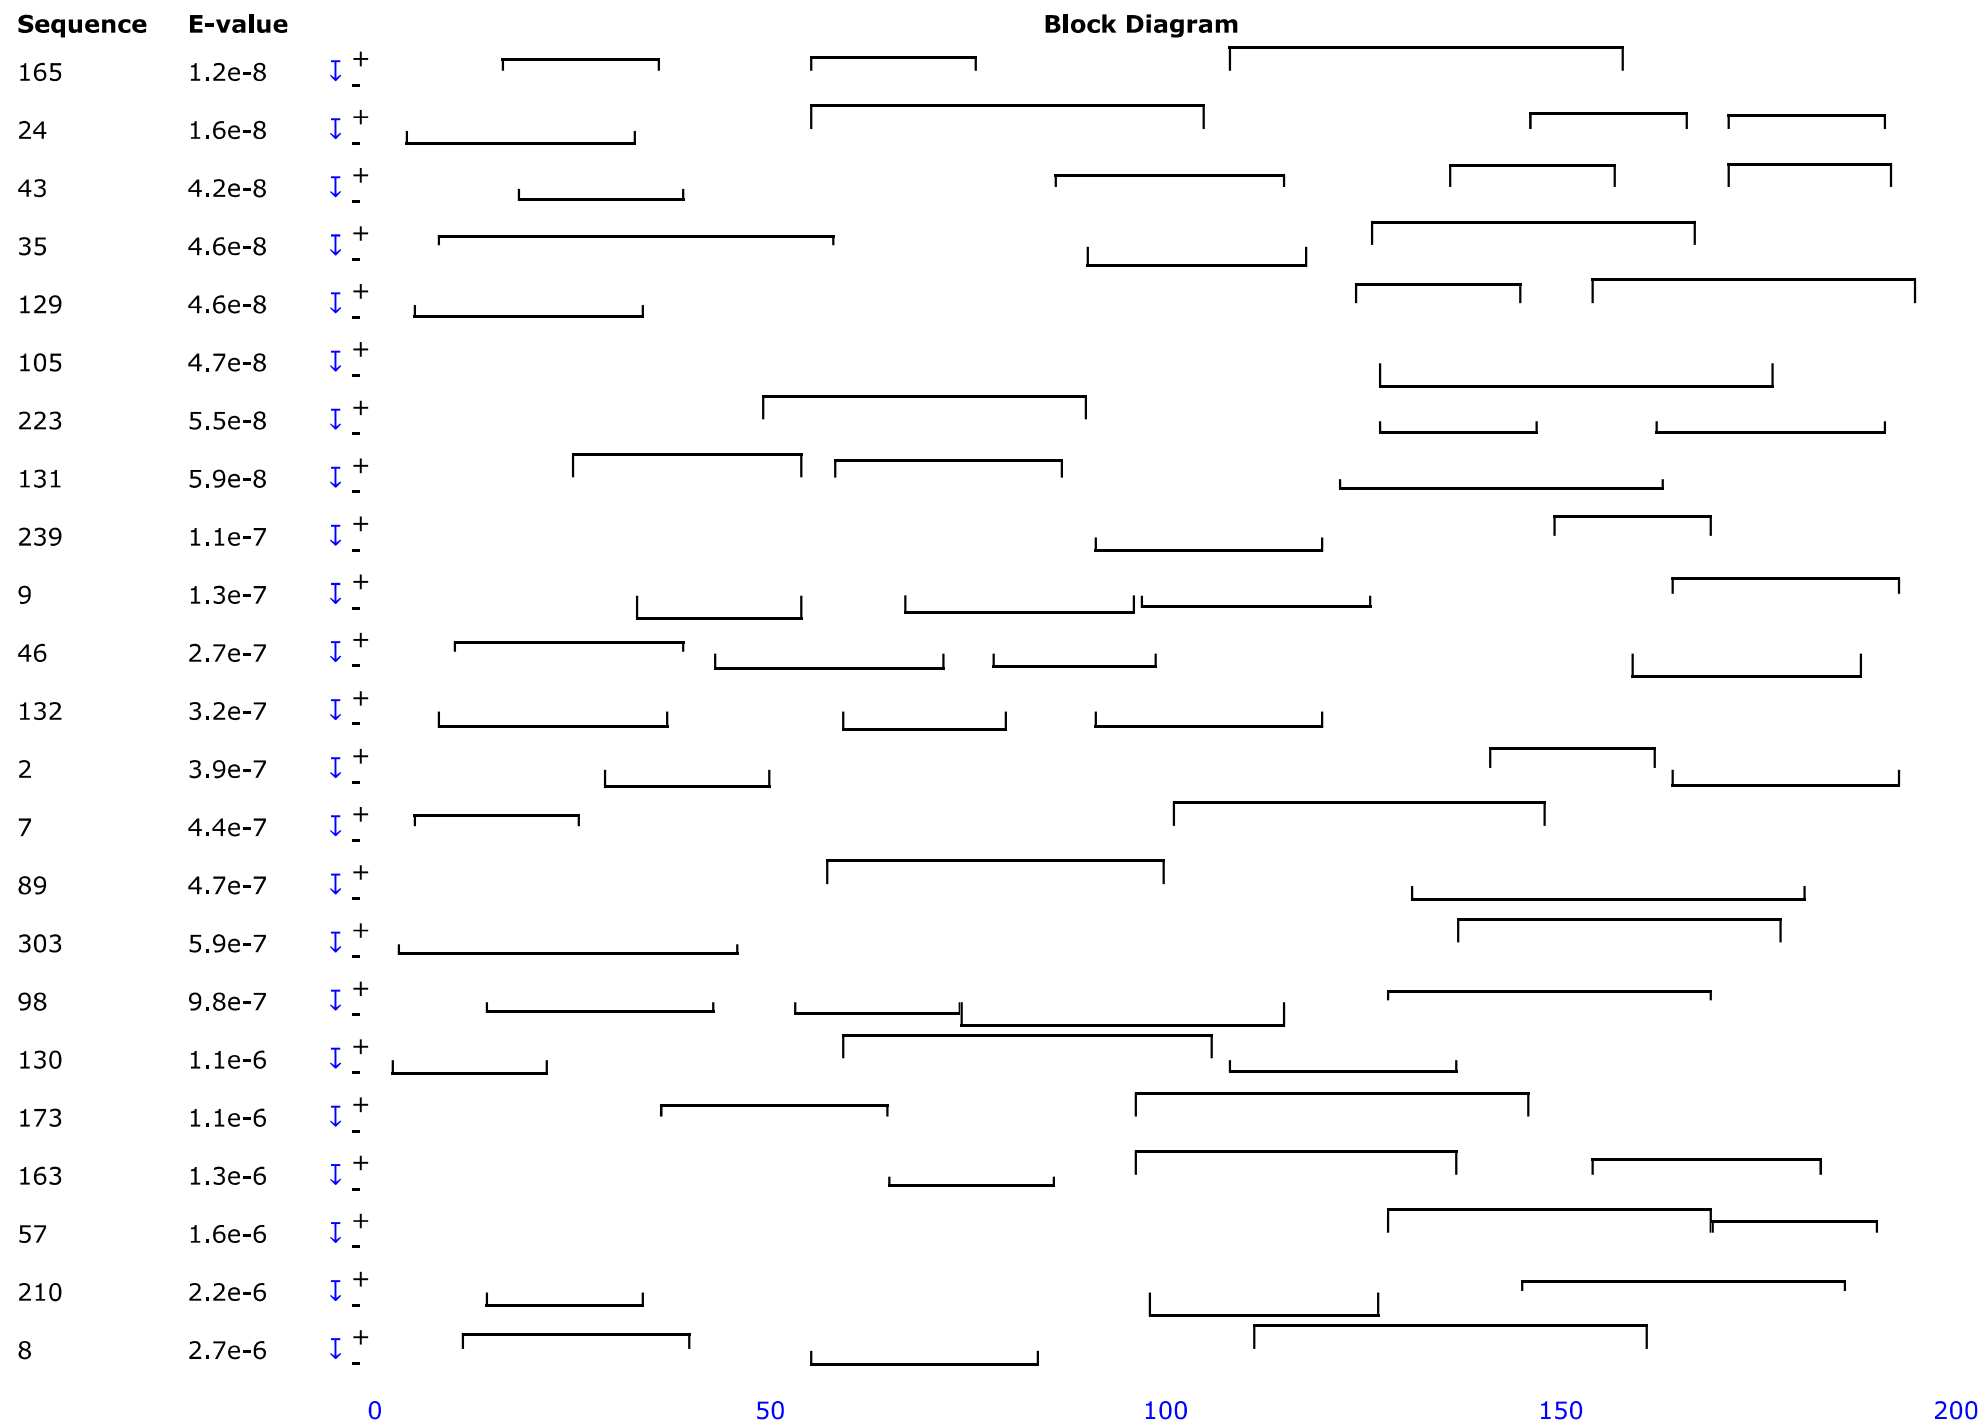 Sequence E-value Block Diagram
165 1.2e-8 ↧ + -
24 1.6e-8 ↧ + -
43 4.2e-8 ↧ + -
35 4.6e-8 ↧ + -
129 4.6e-8 ↧ + -
105 4.7e-8 ↧ + -
223 5.5e-8 ↧ + -
131 5.9e-8 ↧ + -
239 1.1e-7 ↧ + -
9 1.3e-7 ↧ + -
46 2.7e-7 ↧ + -
132 3.2e-7 ↧ + -
2 3.9e-7 ↧ + -
7 4.4e-7 ↧ + -
89 4.7e-7 ↧ + -
303 5.9e-7 ↧ + -
98 9.8e-7 ↧ + -
130 1.1e-6 ↧ + -
173 1.1e-6 ↧ + -
163 1.3e-6 ↧ + -
57 1.6e-6 ↧ + -
210 2.2e-6 ↧ + -
8 2.7e-6 ↧ + -
0 50 100 150 200